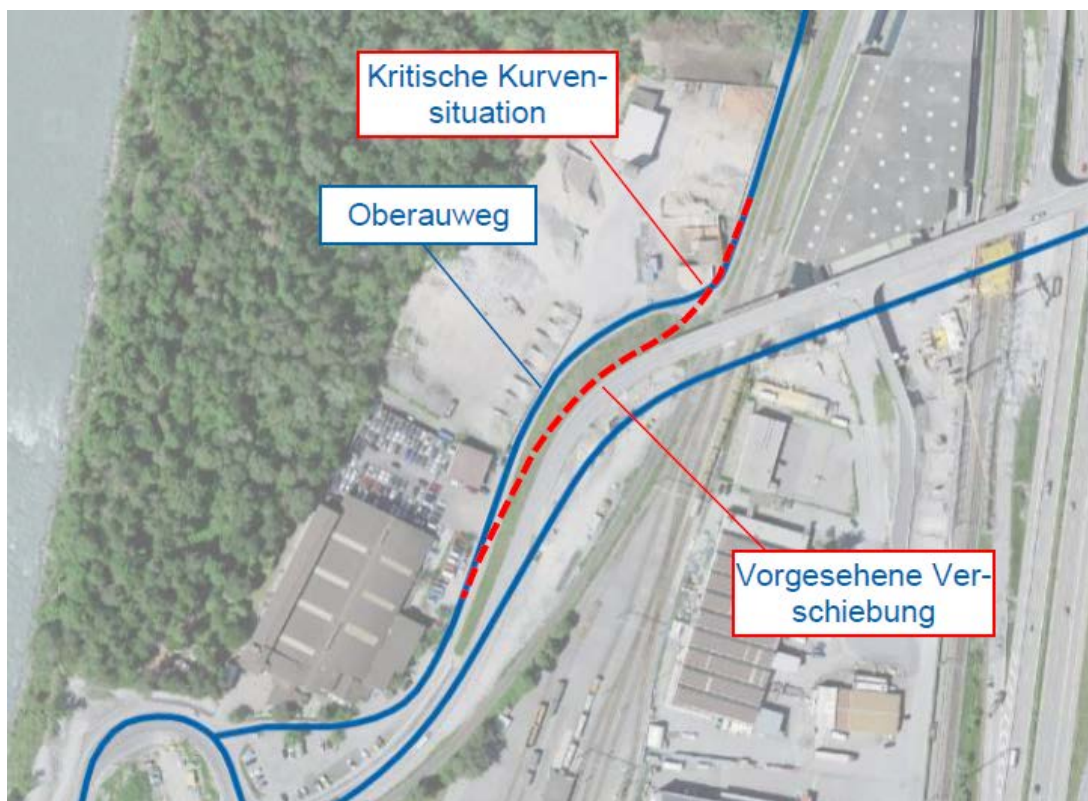 Kritische Kurven-
situation
Oberauweg
Vorgesehene Ver-
schiebung